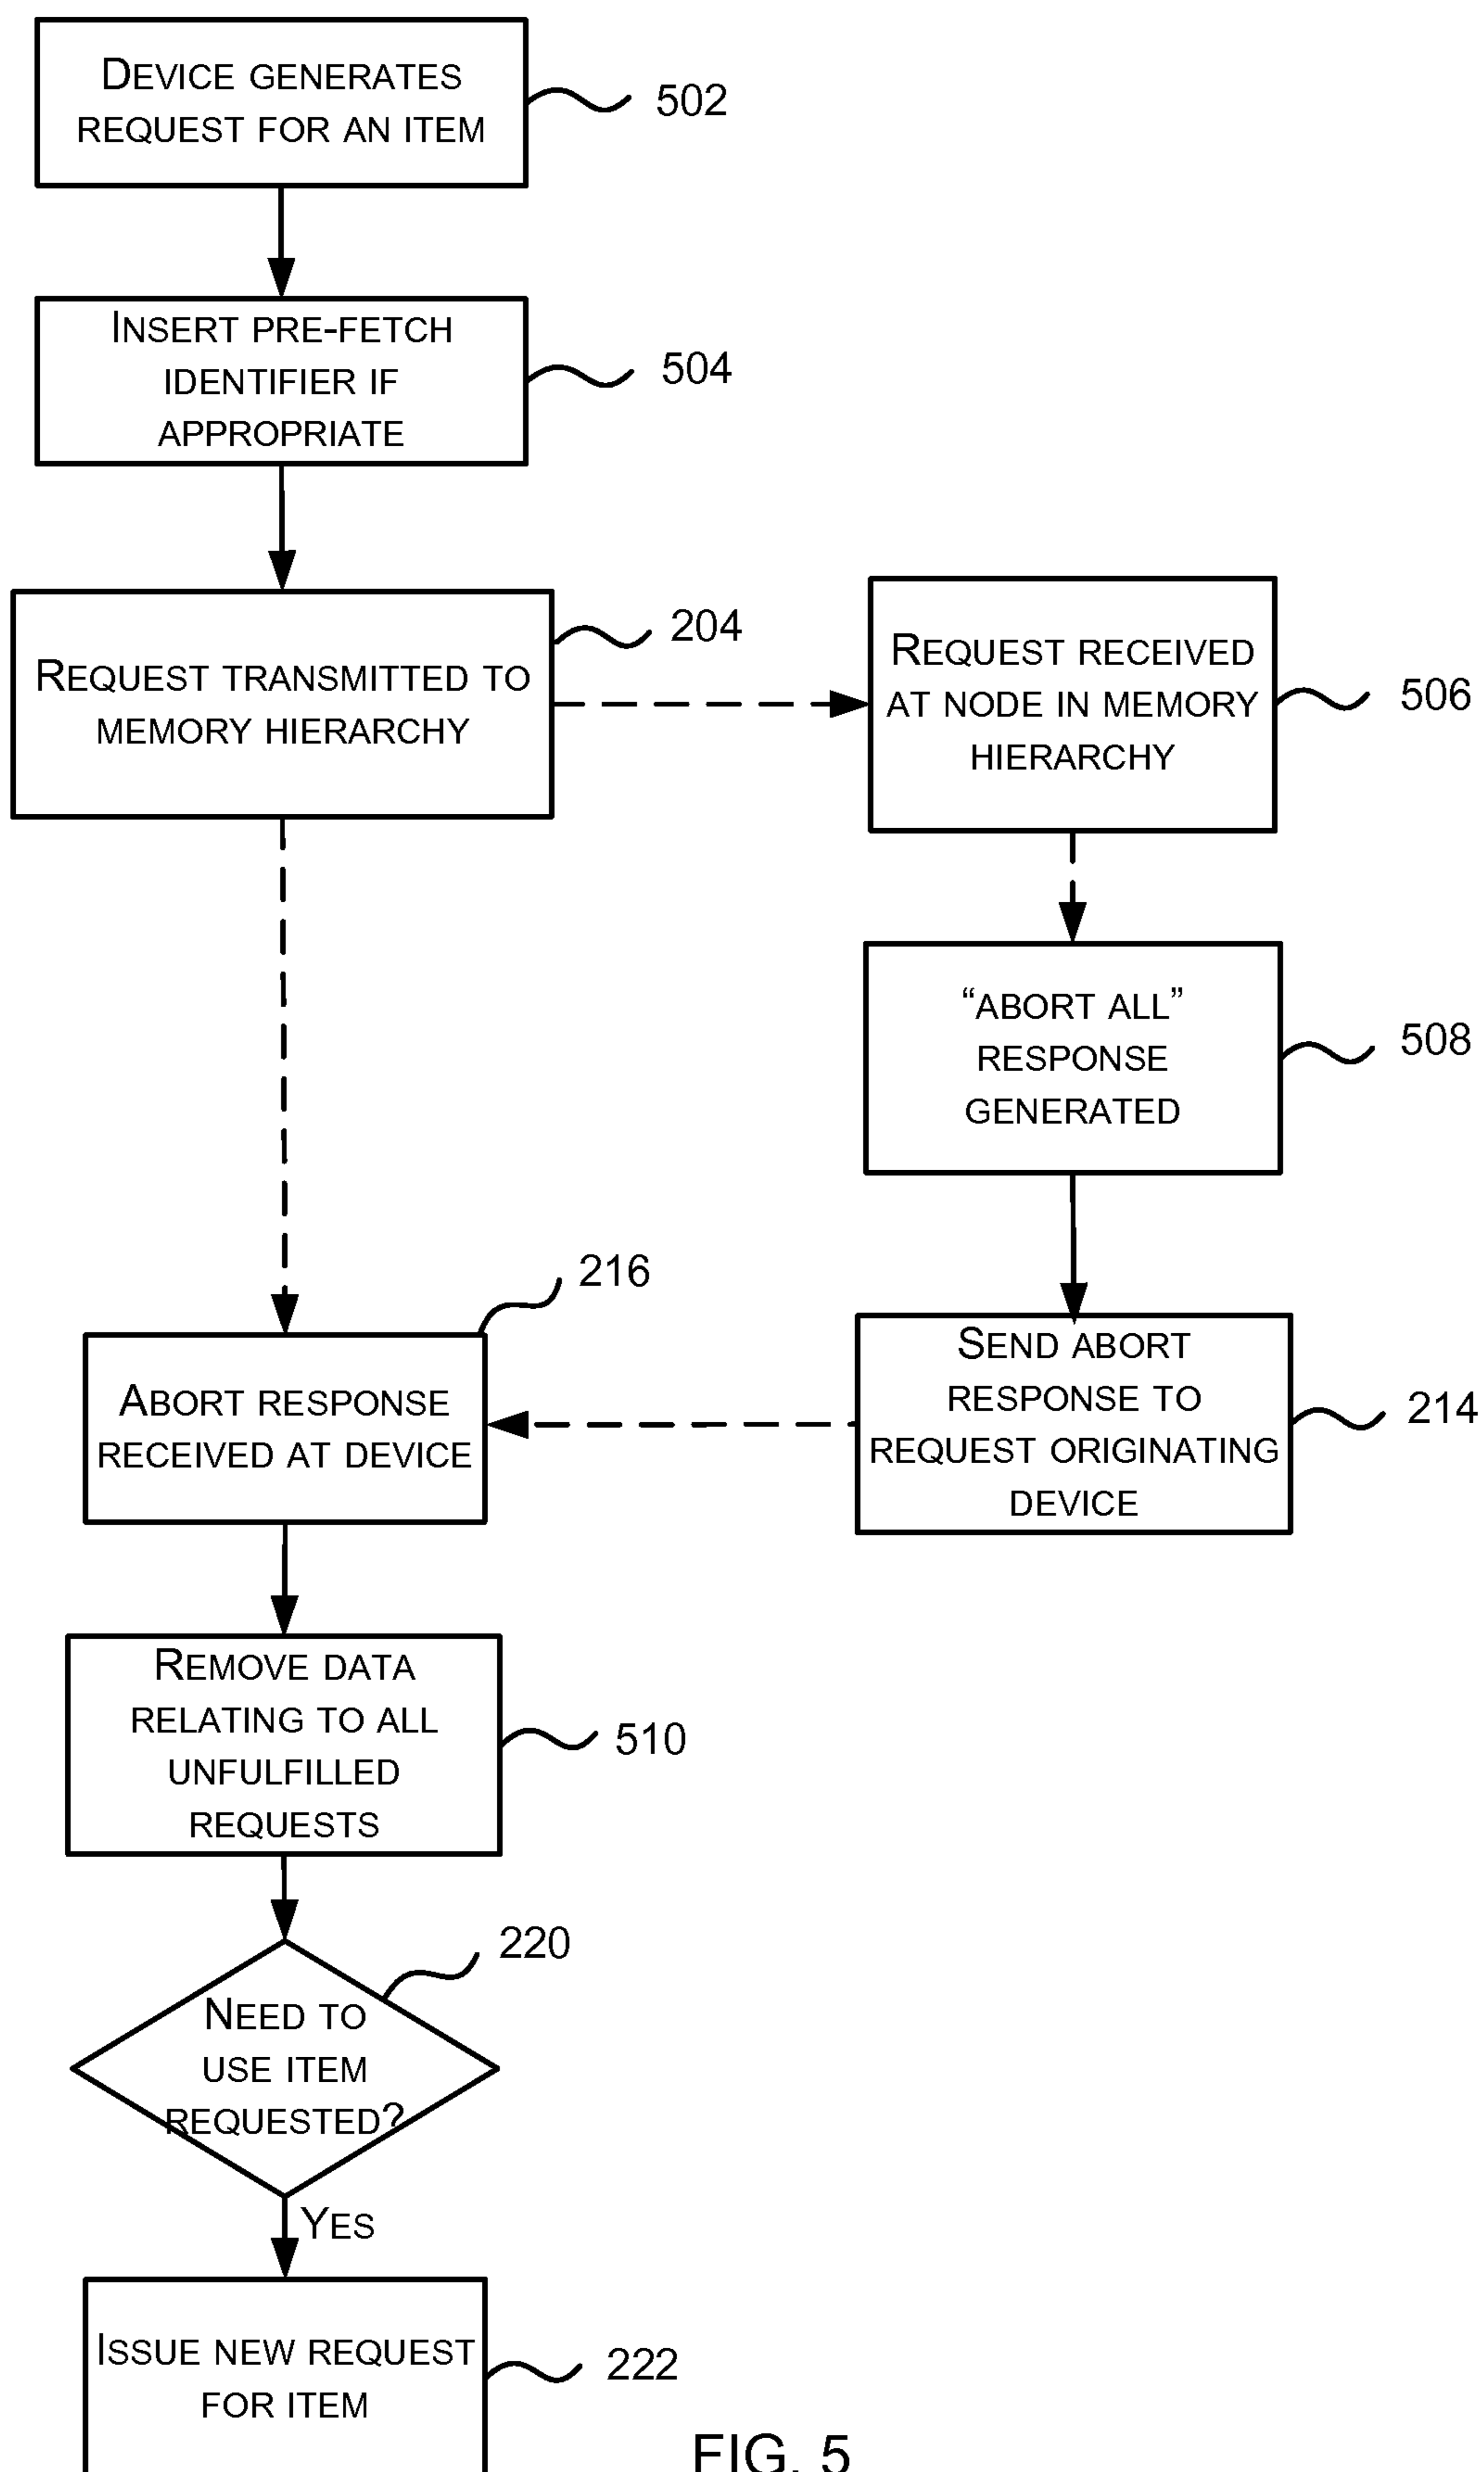 DEVICE GENERATES
REQUEST FOR AN ITEM
502
INSERT PRE-FETCH
IDENTIFIER IF
APPROPRIATE
504
REQUEST TRANSMITTED TO
MEMORY HIERARCHY
204
REQUEST RECEIVED
AT NODE IN MEMORY
HIERARCHY
506
“ABORT ALL”
RESPONSE
GENERATED
508
216
ABORT RESPONSE
RECEIVED AT DEVICE
SEND ABORT
RESPONSE TO
REQUEST ORIGINATING
DEVICE
214
REMOVE DATA
RELATING TO ALL
UNFULFILLED
REQUESTS
510
220
NEED TO
USE ITEM
REQUESTED?
YES
ISSUE NEW REQUEST
FOR ITEM
222
FIG. 5